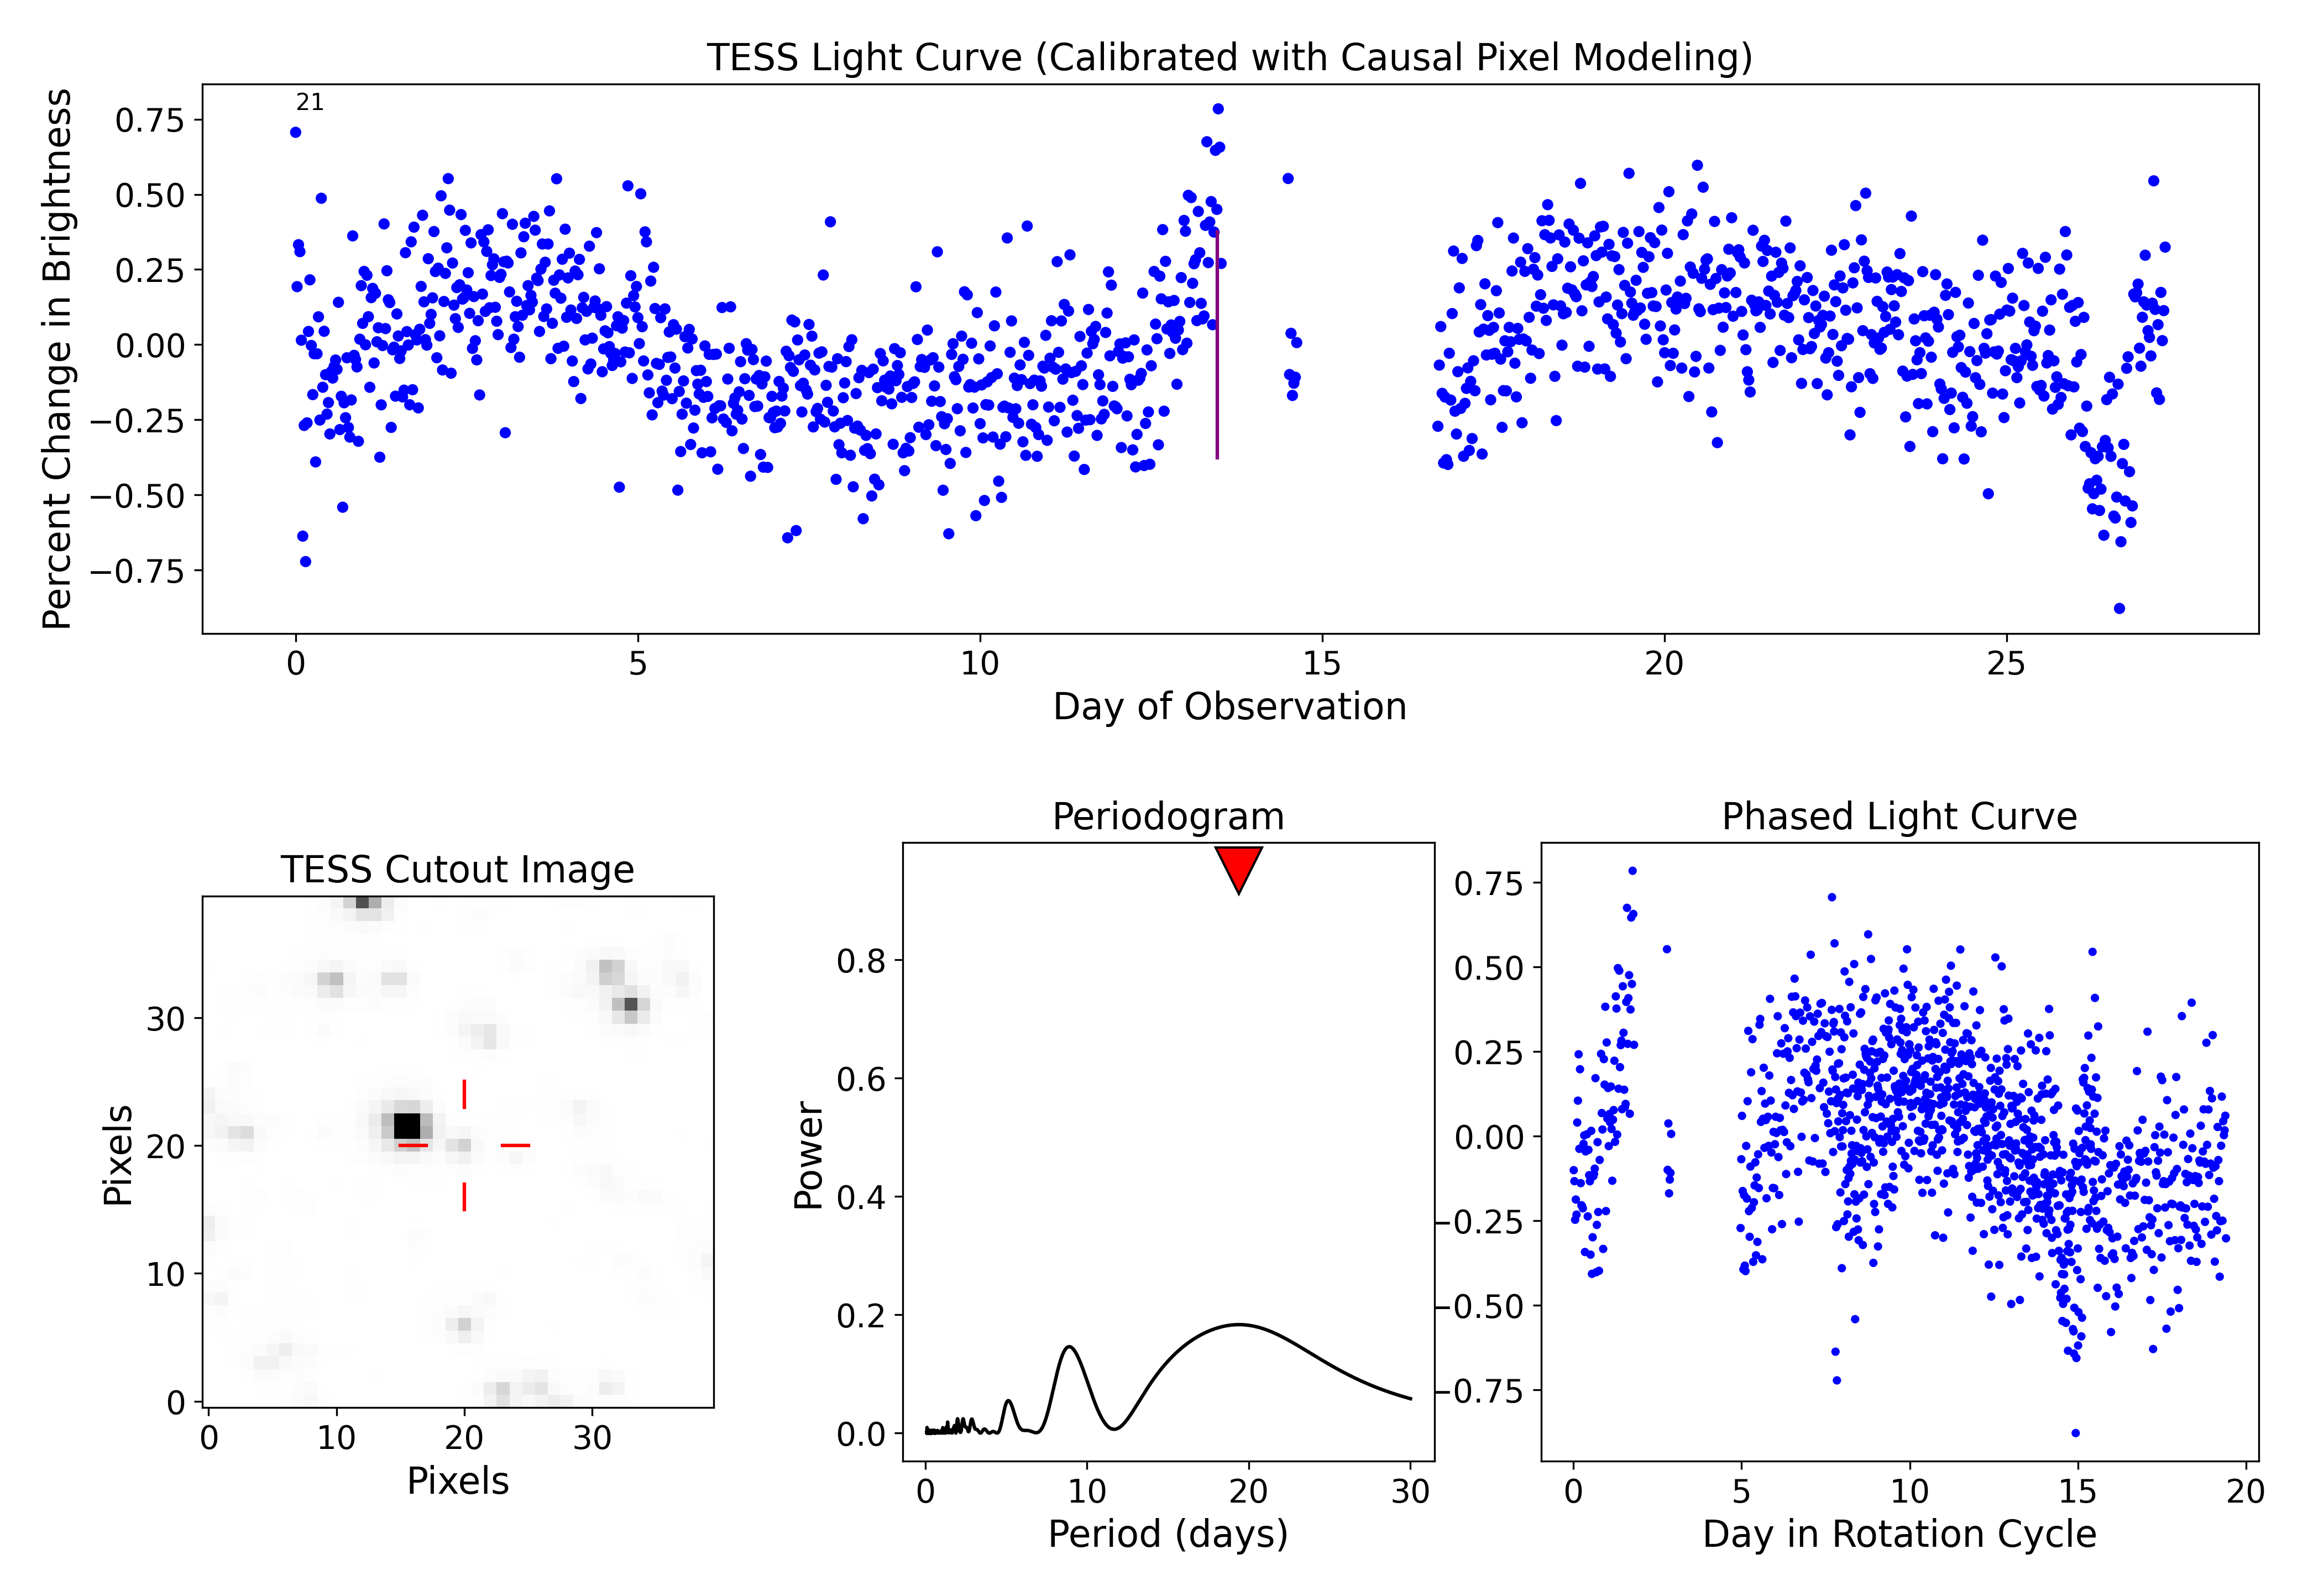 TESS Light Curve (Calibrated with Causal Pixel Modeling)
21
Percent Change in Brightness
0.75
0.50
0.25
0.00
−0.25
−0.50
−0.75
0 5 10 15 20 25
Day of Observation
TESS Cutout Image
Pixels
30
20
10
0
0 10 20 30
Pixels
Periodogram
Power
0.8
0.6
0.4
0.2
0.0
0 10 20 30
Period (days)
Phased Light Curve
0.75
0.50
0.25
0.00
−0.25
−0.50
−0.75
0 5 10 15 20
Day in Rotation Cycle